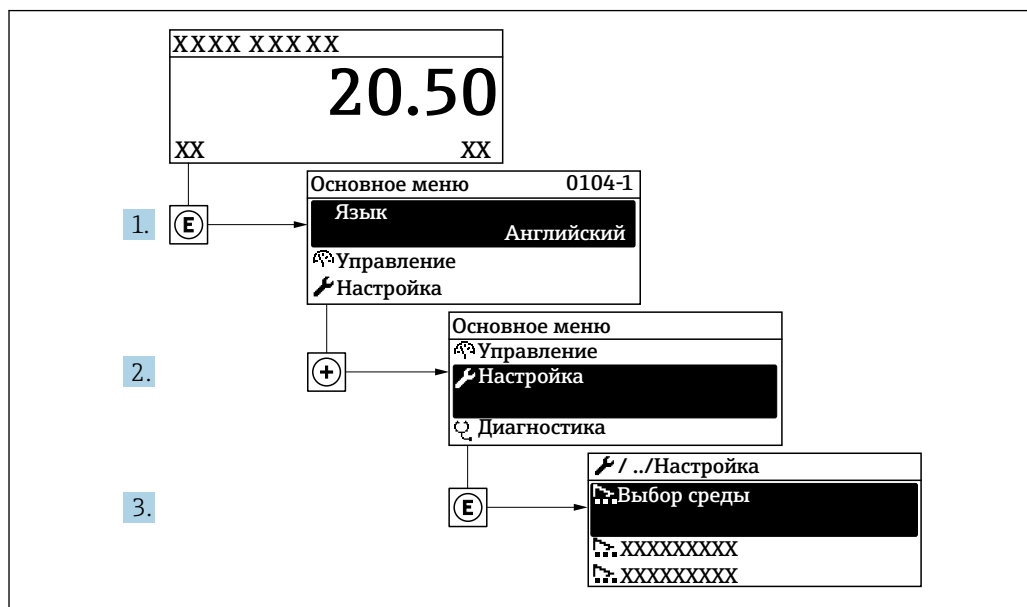 XXXX XXXXX
20.50
XX XX
1. E
Основное меню 0104-1
Язык
Английский
Управление
Настройка
2. +
Основное меню
Управление
Настройка
Диагностика
3. E
/ ../Настройка
Выбор среды
XXXXXXXXX
XXXXXXXXX